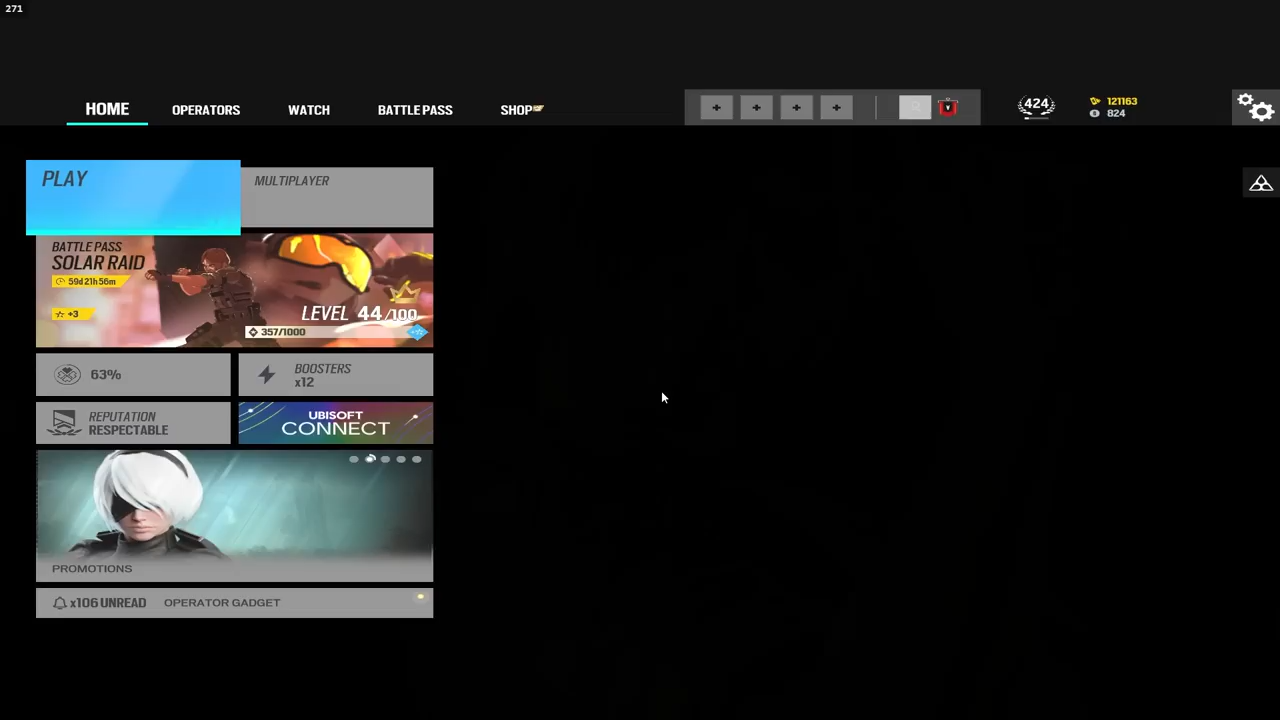 271
HOME
OPERATORS
WATCH
BATTLE PASS
SHOP
424
121163
824
PLAY
MULTIPLAYER
BATTLE PASS
SOLAR RAID
59d 21h 56m
+3
LEVEL 44/100
357/1000
63%
BOOSTERS
x12
REPUTATION
RESPECTABLE
UBISOFT
CONNECT
PROMOTIONS
x106 UNREAD
OPERATOR GADGET